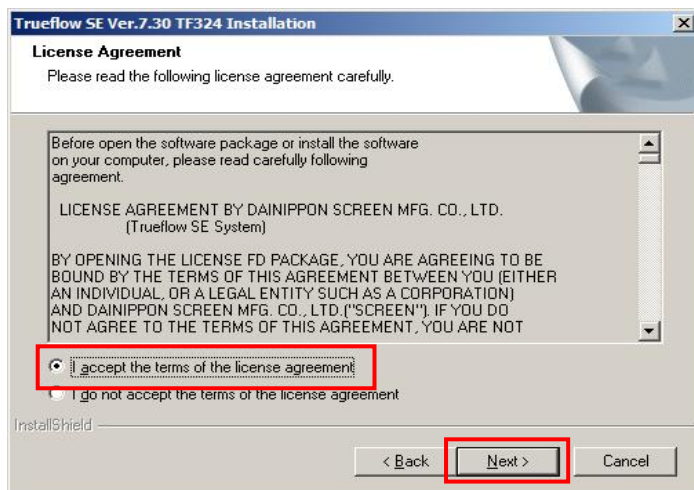 Trueflow SE Ver.7.30 TF324 Installation
License Agreement
Please read the following license agreement carefully.
Before open the software package or install the software
on your computer, please read carefully following
agreement.
LICENSE AGREEMENT BY DAINIPPON SCREEN MFG. CO., LTD.
(Trueflow SE System)
BY OPENING THE LICENSE FD PACKAGE, YOU ARE AGREEING TO BE
BOUND BY THE TERMS OF THIS AGREEMENT BETWEEN YOU (EITHER
AN INDIVIDUAL, OR A LEGAL ENTITY SUCH AS A CORPORATION)
AND DAINIPPON SCREEN MFG. CO., LTD.("SCREEN"). IF YOU DO
NOT AGREE TO THE TERMS OF THIS AGREEMENT, YOU ARE NOT
I accept the terms of the license agreement
I do not accept the terms of the license agreement
InstallShield
< Back
Next >
Cancel